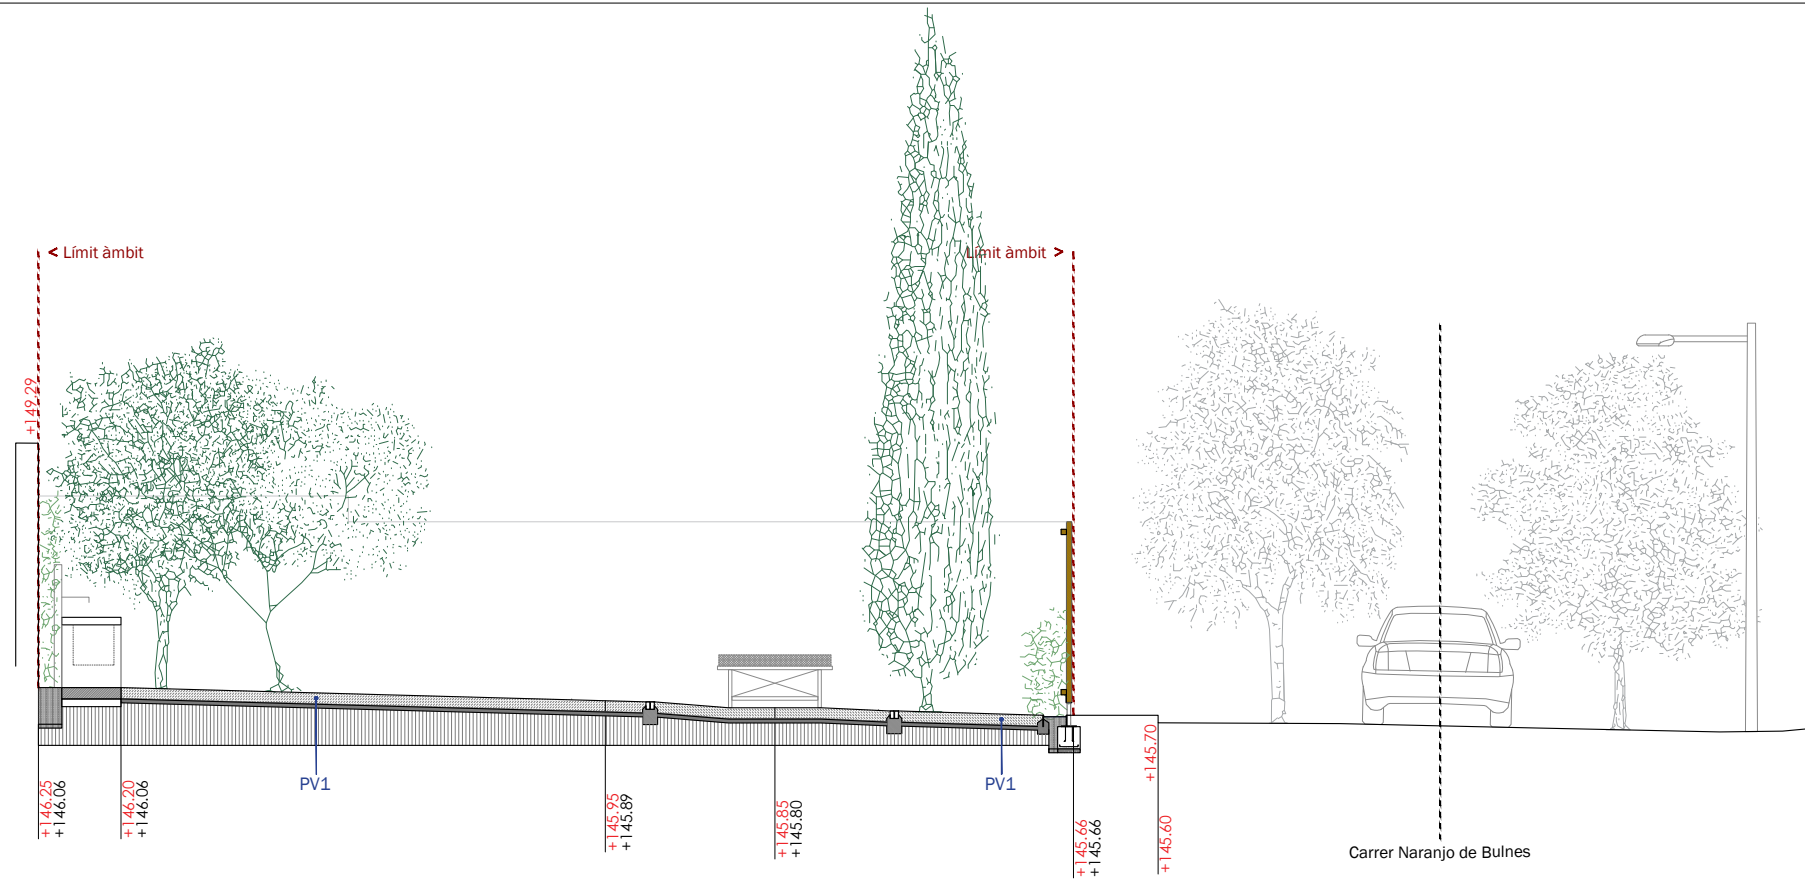 < Límit àmbit
Límit àmbit >
+149.29
PV1
PV1
+146.25
+146.06
+146.20
+146.06
+145.95
+145.89
+145.85
+145.80
+145.66
+145.66
+145.70
+145.60
Carrer Naranjo de Bulnes